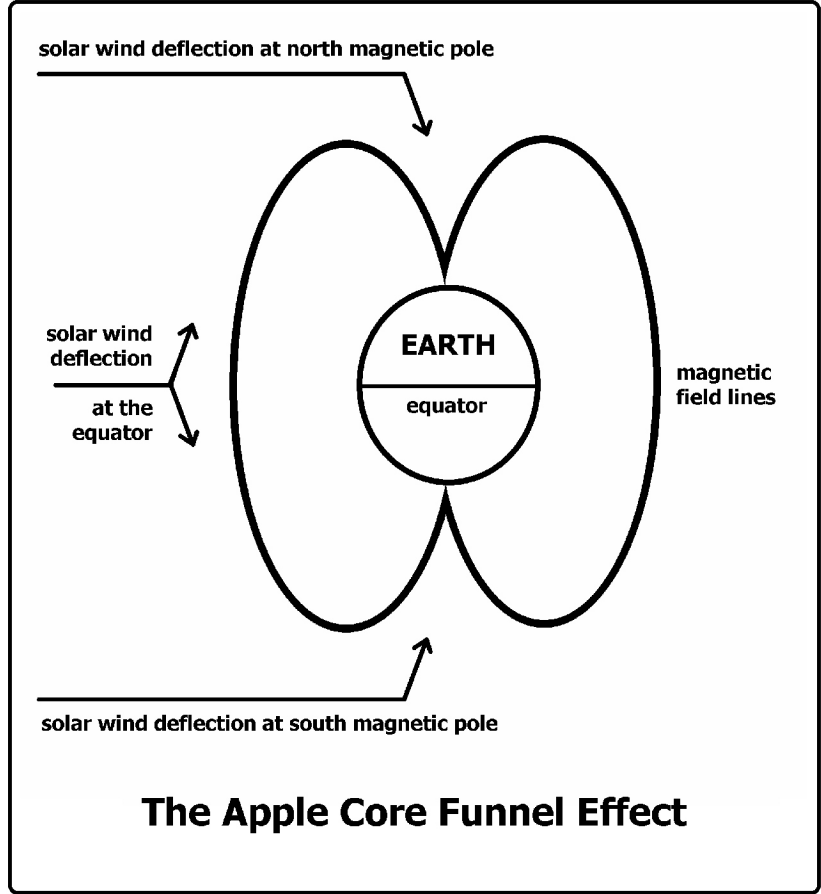 solar wind deflection at north magnetic pole
solar wind
deflection
at the
equator
EARTH
equator
magnetic
field lines
solar wind deflection at south magnetic pole
The Apple Core Funnel Effect